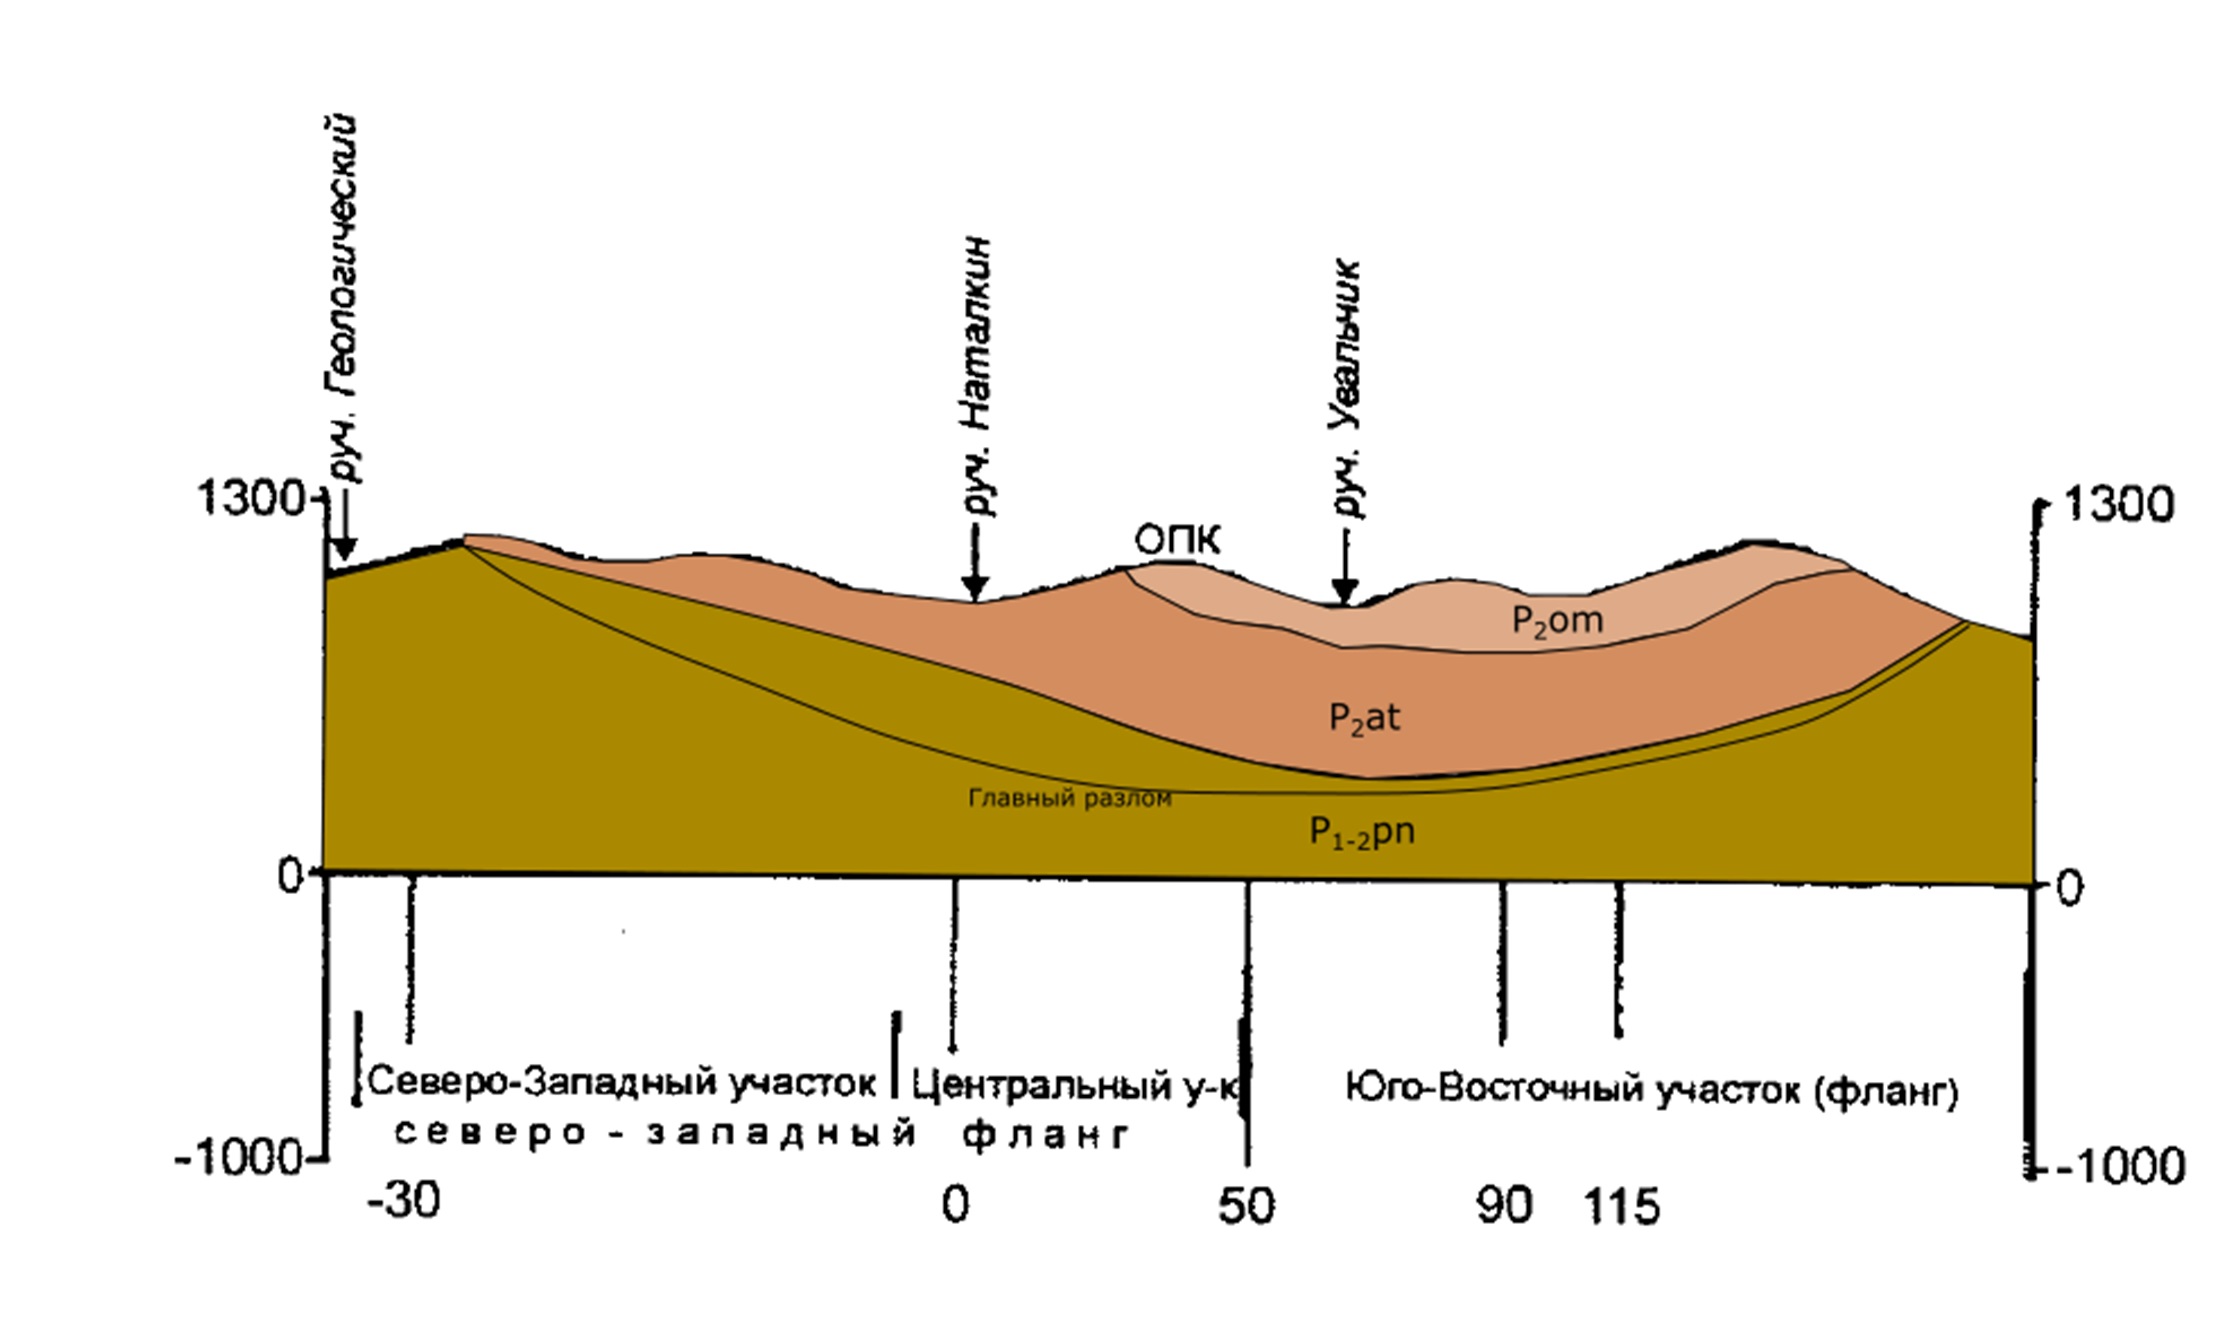 руч. Геологический
руч. Наталкин
руч. Увальчик
1300
1300
ОПК
P₂om
P₂at
Главный разлом
P₁₋₂pn
0
0
Северо-Западный участок
Центральный у-к
Юго-Восточный участок (фланг)
северо - западный фланг
-1000
-1000
-30
0
50
90
115